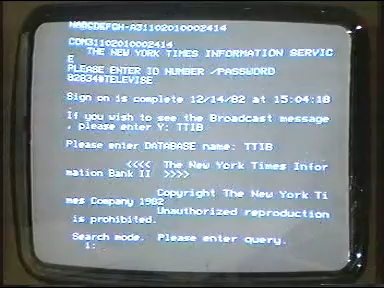 NABCDEFGH-A31102010002414
CDN31102010002414
THE NEW YORK TIMES INFORMATION SERVIC
E
PLEASE ENTER ID NUMBER /PASSWORD
82834@TELEVISE
Sign on is complete 12/14/82 at 15:04:18
If you wish to see the Broadcast message
, please enter Y: TTIB
Please enter DATABASE name: TTIB
<<<< The New York Times Infor
mation Bank II >>>>
Copyright The New York Ti
mes Company 1982
Unauthorized reproduction
is prohibited.
Search mode. Please enter query.
1: